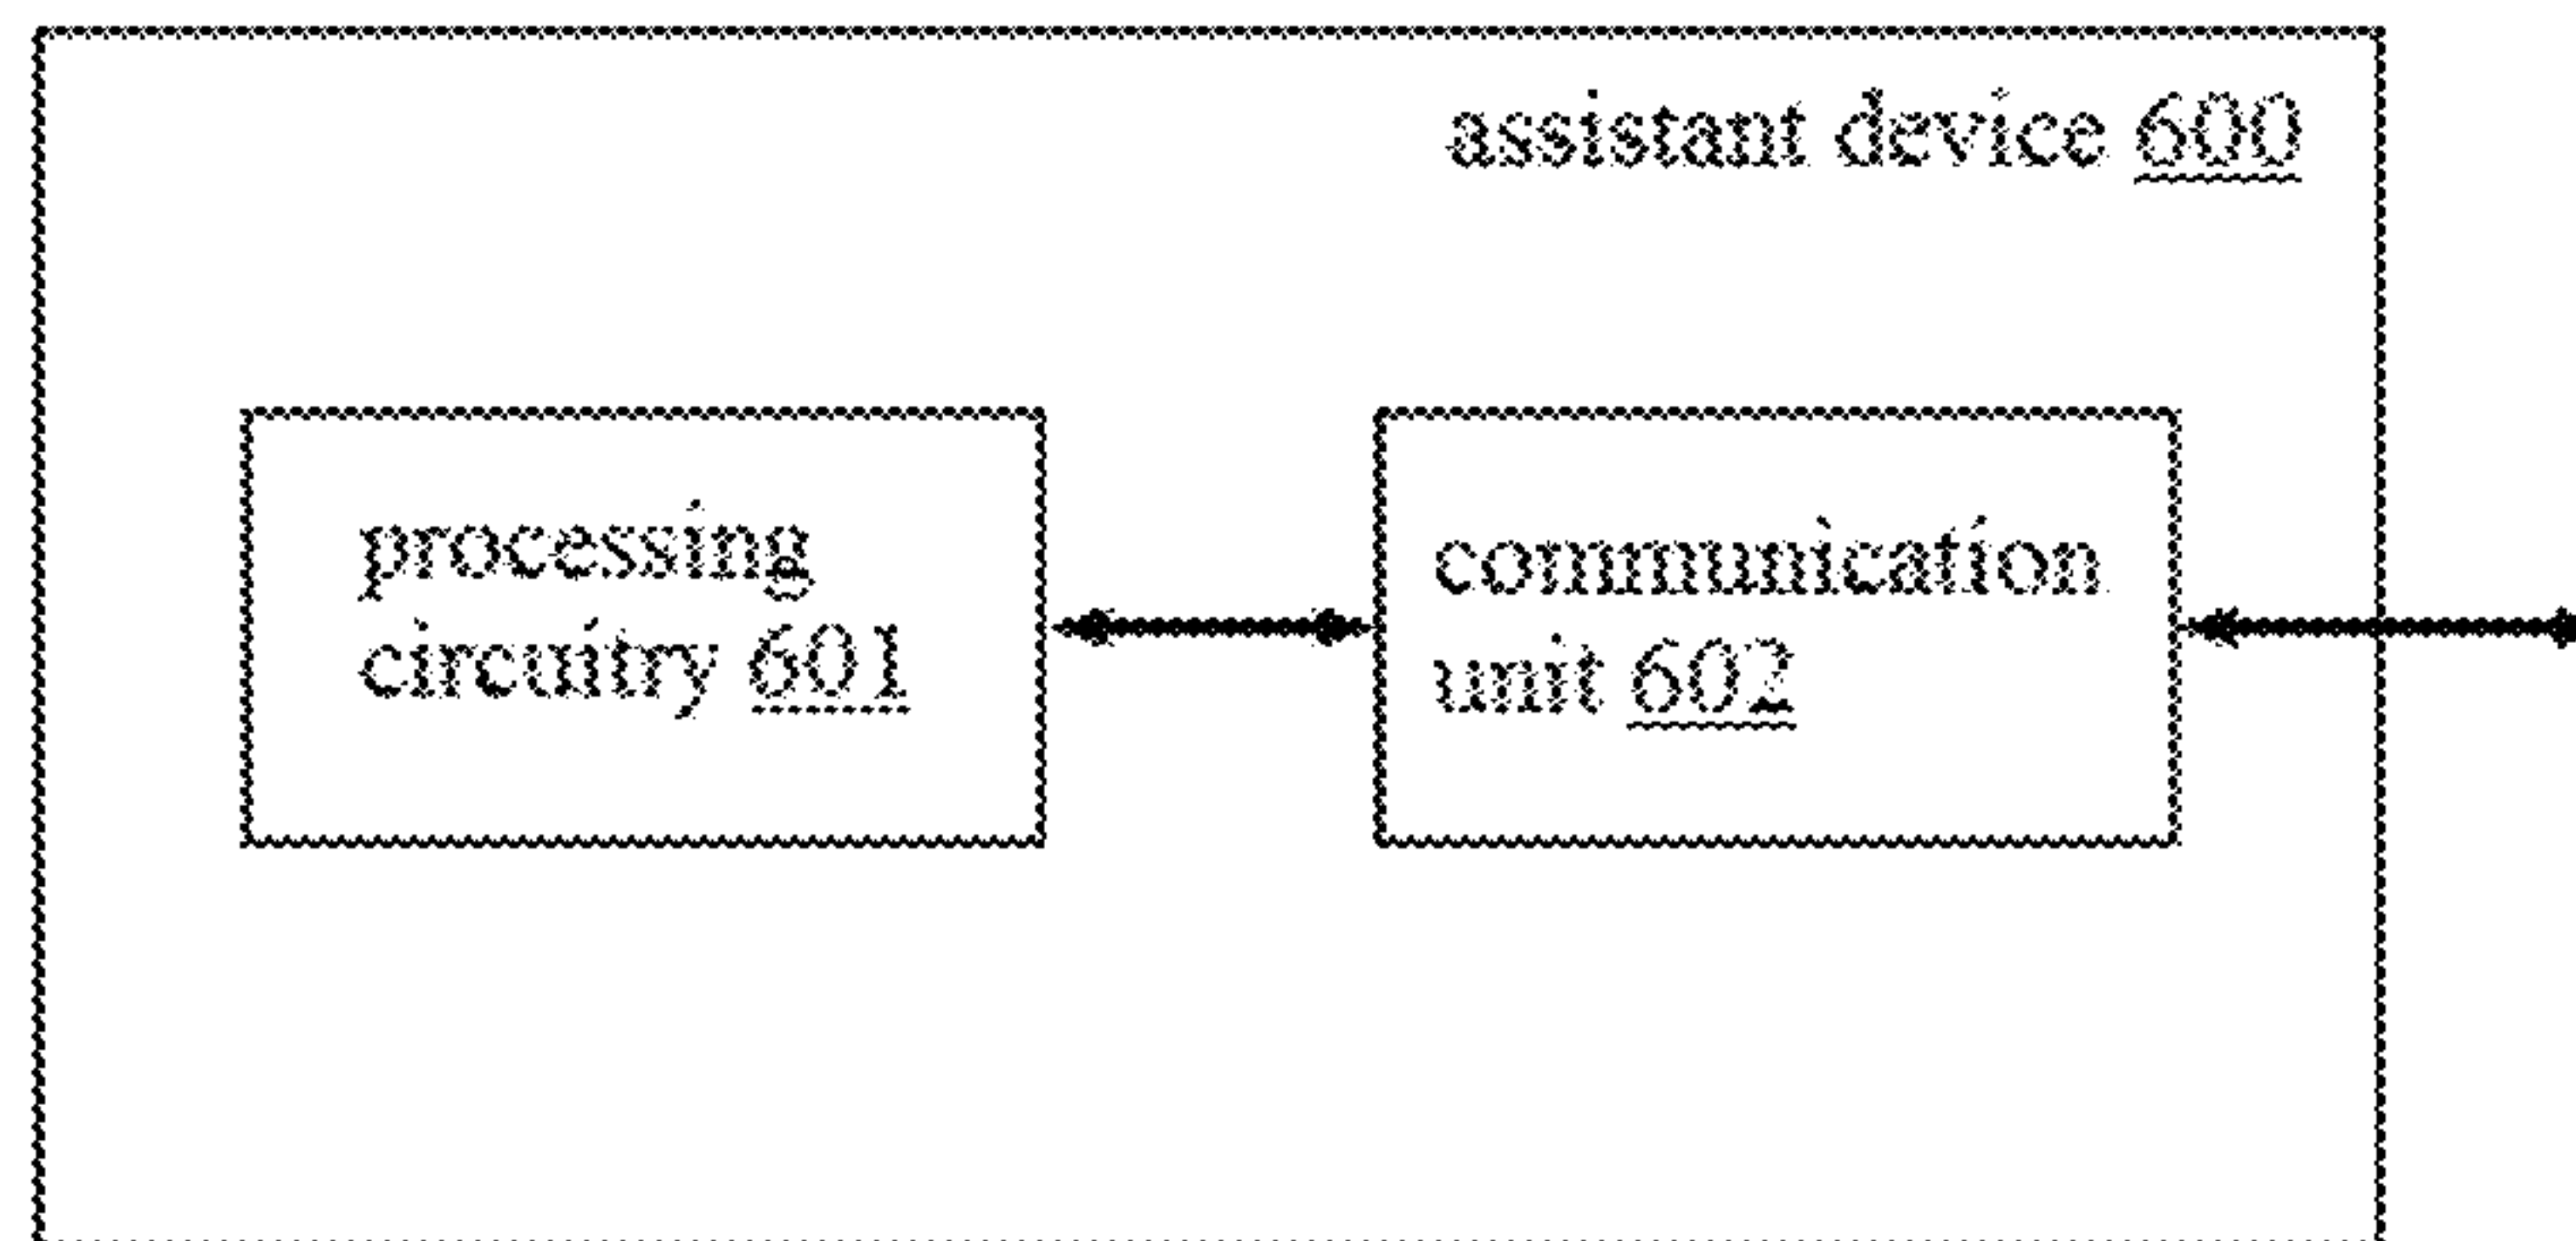 assistant device 600
processing
circuitry 601
communication
unit 602